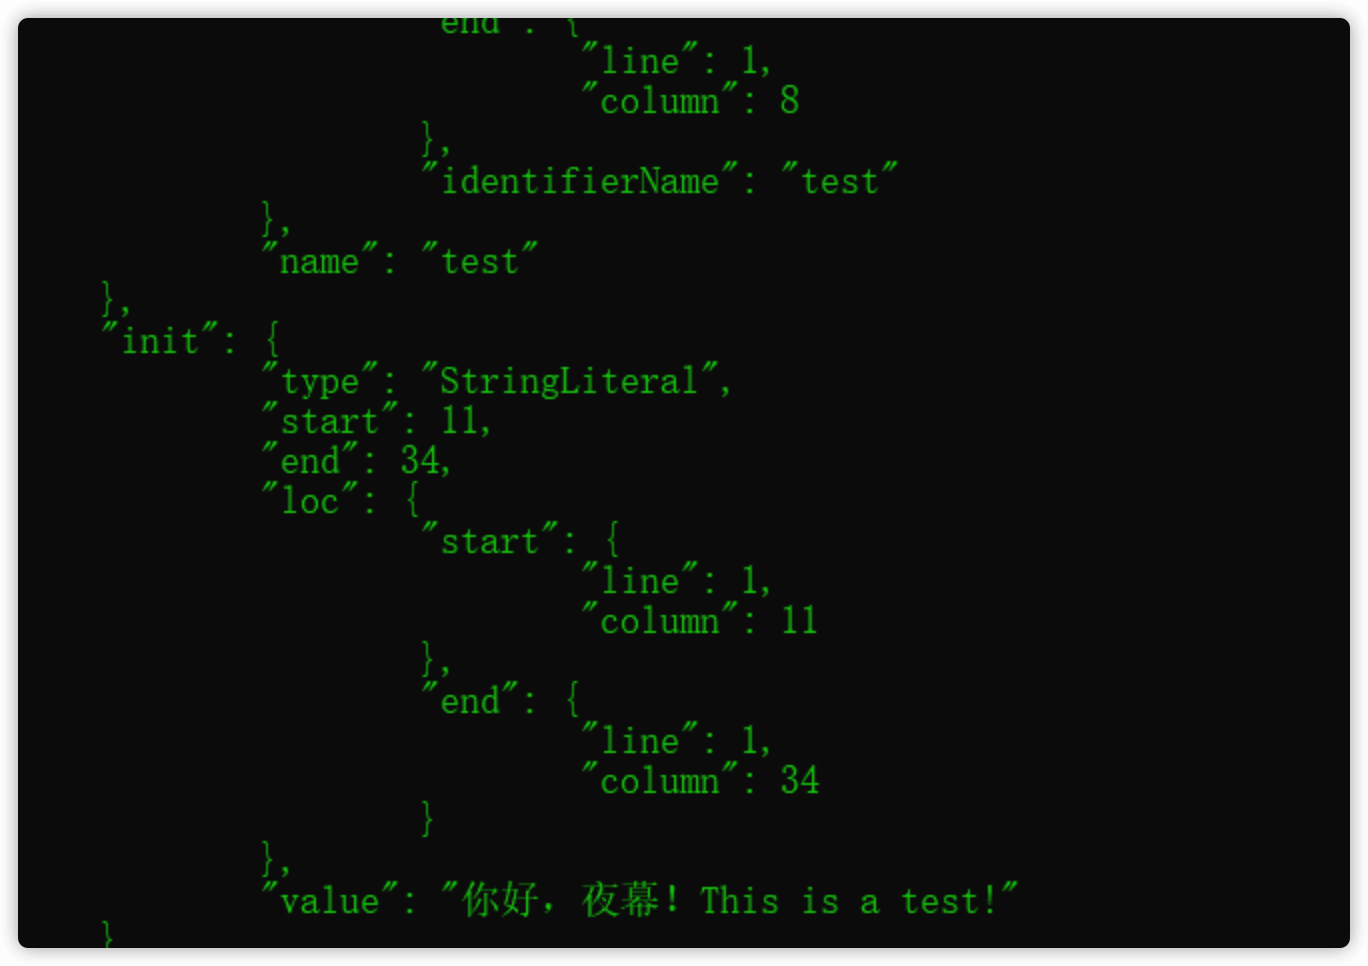 "end": {
"line": 1,
"column": 8
},
"identifierName": "test"
},
"name": "test"
},
"init": {
"type": "StringLiteral",
"start": 11,
"end": 34,
"loc": {
"start": {
"line": 1,
"column": 11
},
"end": {
"line": 1,
"column": 34
}
},
"value": "你好，夜幕！This is a test!"
}